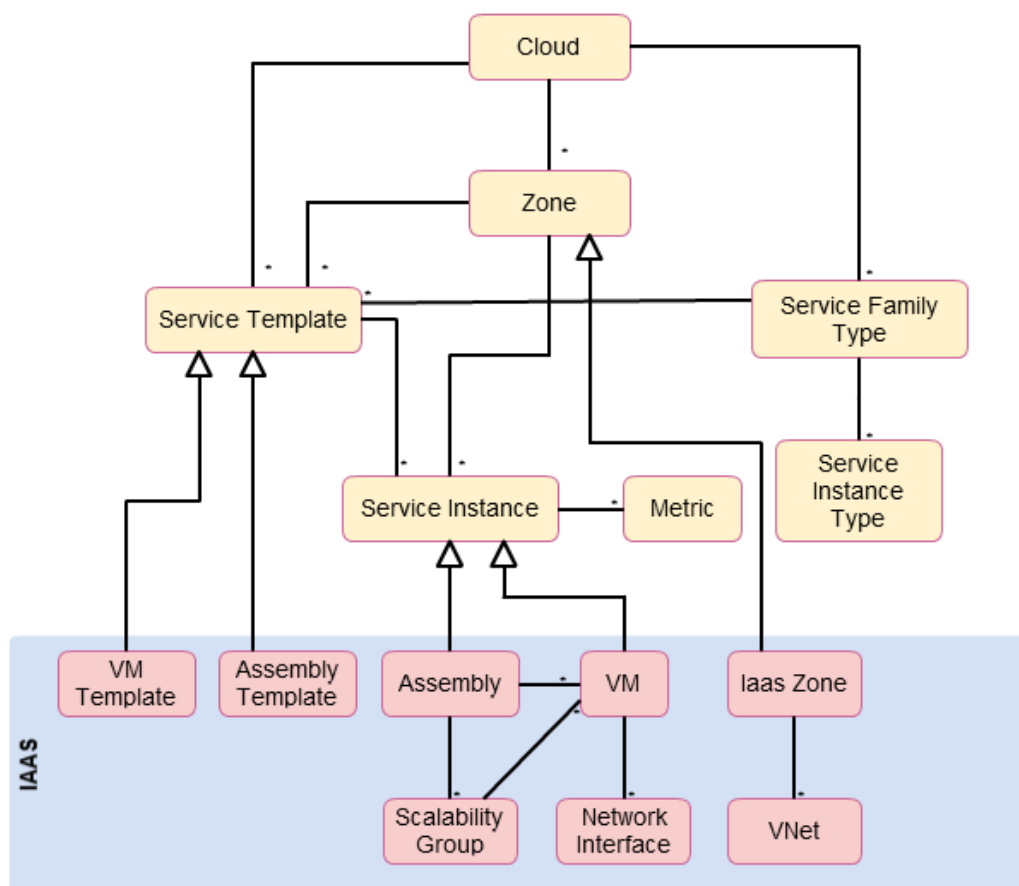 Cloud
*
Zone
*
*
*
*
Service Template
Service Family
Type
*
*
*
Service
Instance
Type
Service Instance
*
Metric
VM
Template
Assembly
Template
Assembly
*
VM
Iaas Zone
*
IAAS
*
*
*
Scalability
Group
Network
Interface
VNet